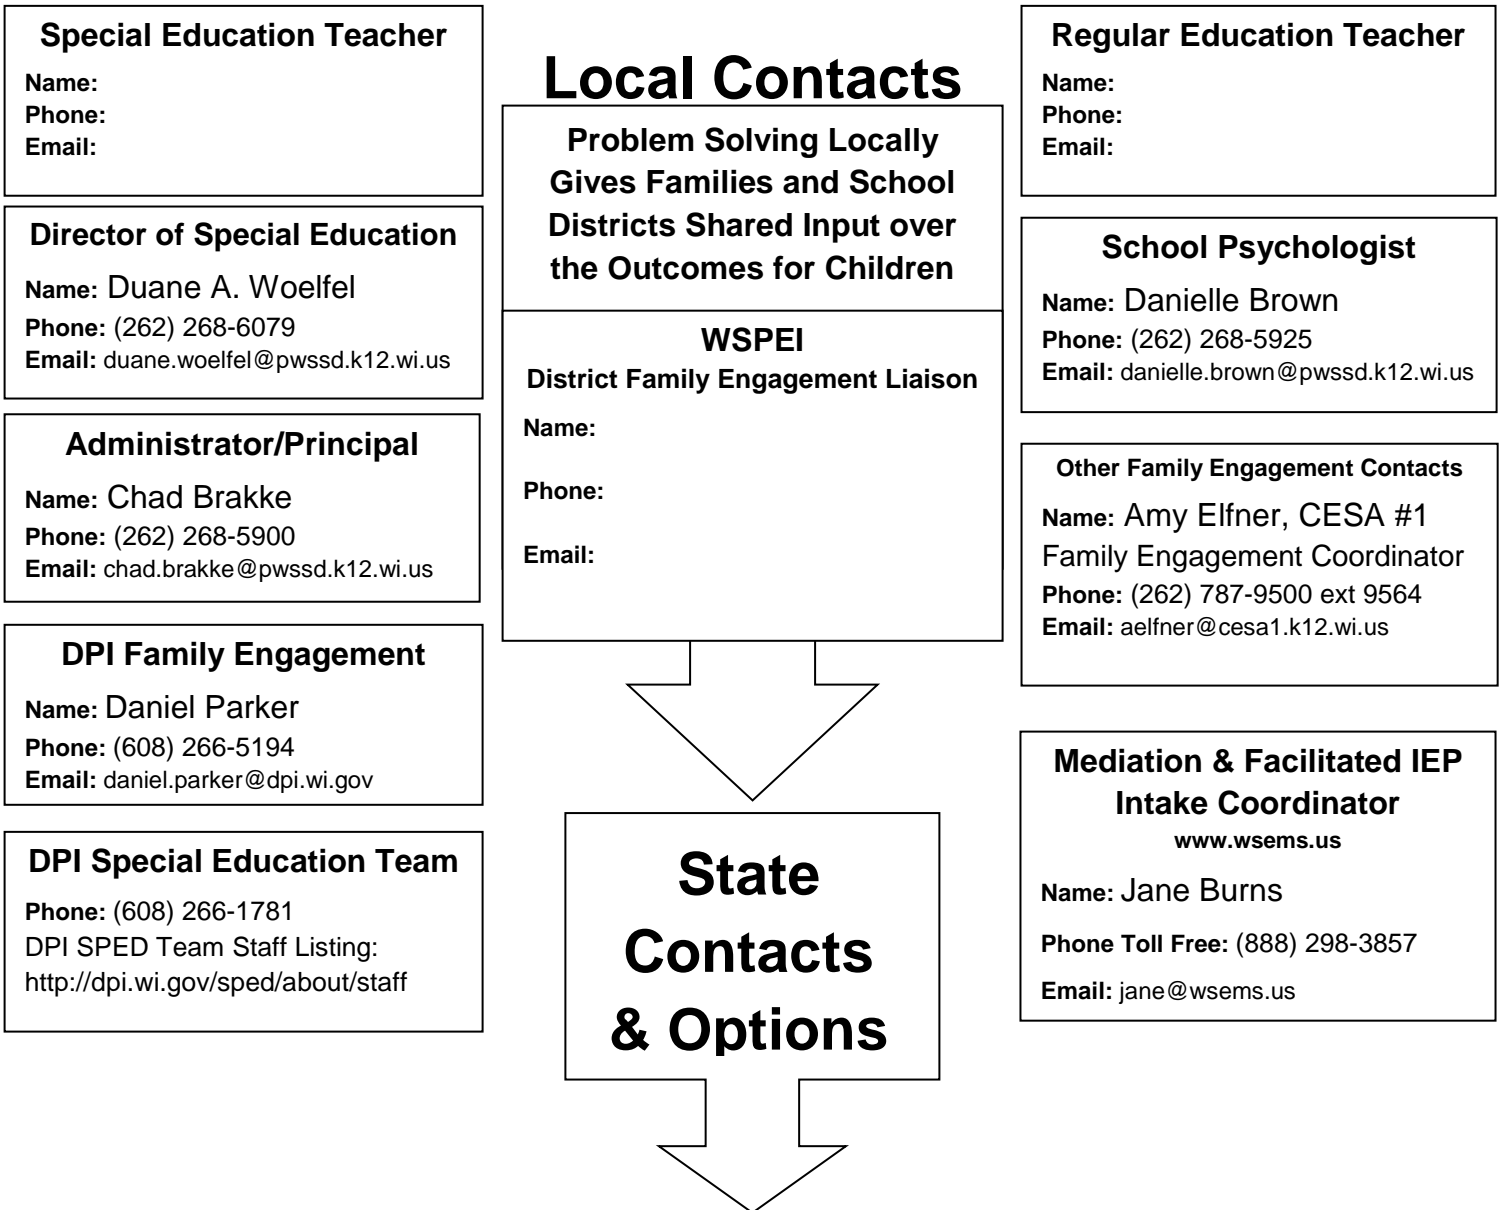 Special Education Teacher
Name:
Phone:
Email:
Director of Special Education
Name: Duane A. Woelfel
Phone: (262) 268-6079
Email: duane.woelfel@pwssd.k12.wi.us
Administrator/Principal
Name: Chad Brakke
Phone: (262) 268-5900
Email: chad.brakke@pwssd.k12.wi.us
DPI Family Engagement
Name: Daniel Parker
Phone: (608) 266-5194
Email: daniel.parker@dpi.wi.gov
DPI Special Education Team
Phone: (608) 266-1781
DPI SPED Team Staff Listing:
http://dpi.wi.gov/sped/about/staff
Local Contacts
Problem Solving Locally
Gives Families and School
Districts Shared Input over
the Outcomes for Children
WSPEI
District Family Engagement Liaison
Name:
Phone:
Email:
State
Contacts
& Options
Regular Education Teacher
Name:
Phone:
Email:
School Psychologist
Name: Danielle Brown
Phone: (262) 268-5925
Email: danielle.brown@pwssd.k12.wi.us
Other Family Engagement Contacts
Name: Amy Elfner, CESA #1
Family Engagement Coordinator
Phone: (262) 787-9500 ext 9564
Email: aelfner@cesa1.k12.wi.us
Mediation & Facilitated IEP
Intake Coordinator
www.wsems.us
Name: Jane Burns
Phone Toll Free: (888) 298-3857
Email: jane@wsems.us